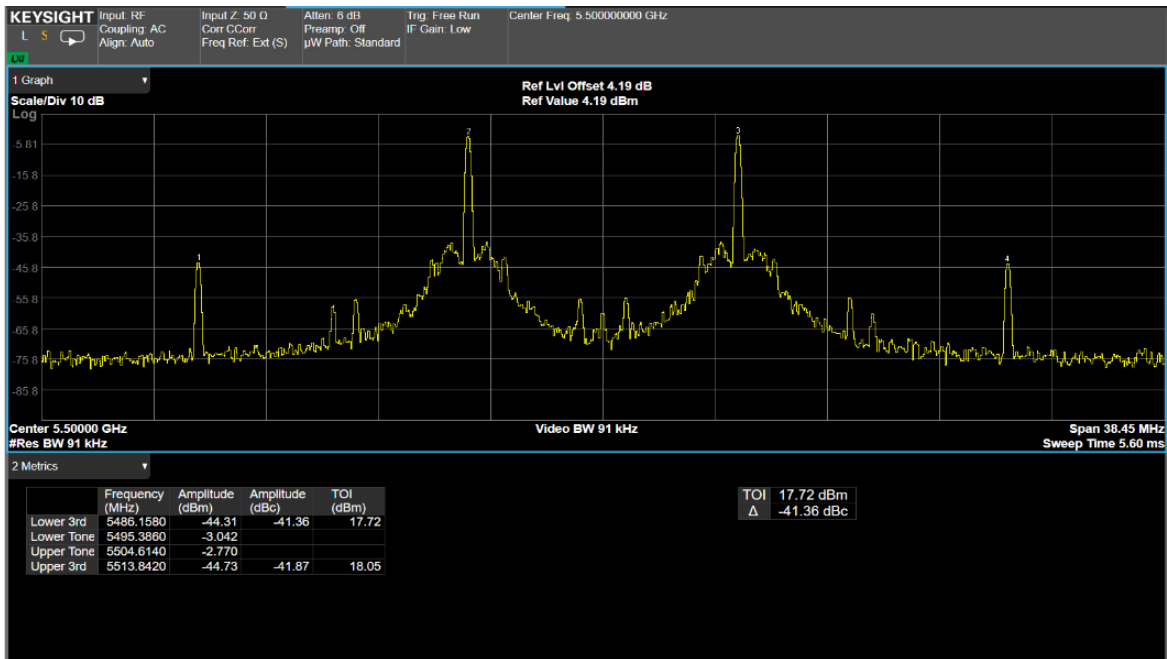 KEYSIGHT Input: RF Input Z: 50 Ω Atten: 6 dB Trig: Free Run Center Freq: 5.500000000 GHz
L S Coupling: AC Corr CCorr Preamp: Off IF Gain: Low
Align: Auto Freq Ref: Ext (S) µW Path: Standard
LXI
1 Graph
Ref Lvl Offset 4.19 dB
Scale/Div 10 dB Ref Value 4.19 dBm
Log
2 3
-5.81
-15.8
-25.8
-35.8
1 4
-45.8
-55.8
-65.8
-75.8
-85.8
Center 5.50000 GHz Video BW 91 kHz Span 38.45 MHz
#Res BW 91 kHz Sweep Time 5.60 ms
2 Metrics
Frequency Amplitude Amplitude TOI TOI 17.72 dBm
(MHz) (dBm) (dBc) (dBm) Δ -41.36 dBc
Lower 3rd 5486.1580 -44.31 -41.36 17.72
Lower Tone 5495.3860 -3.042
Upper Tone 5504.6140 -2.770
Upper 3rd 5513.8420 -44.73 -41.87 18.05